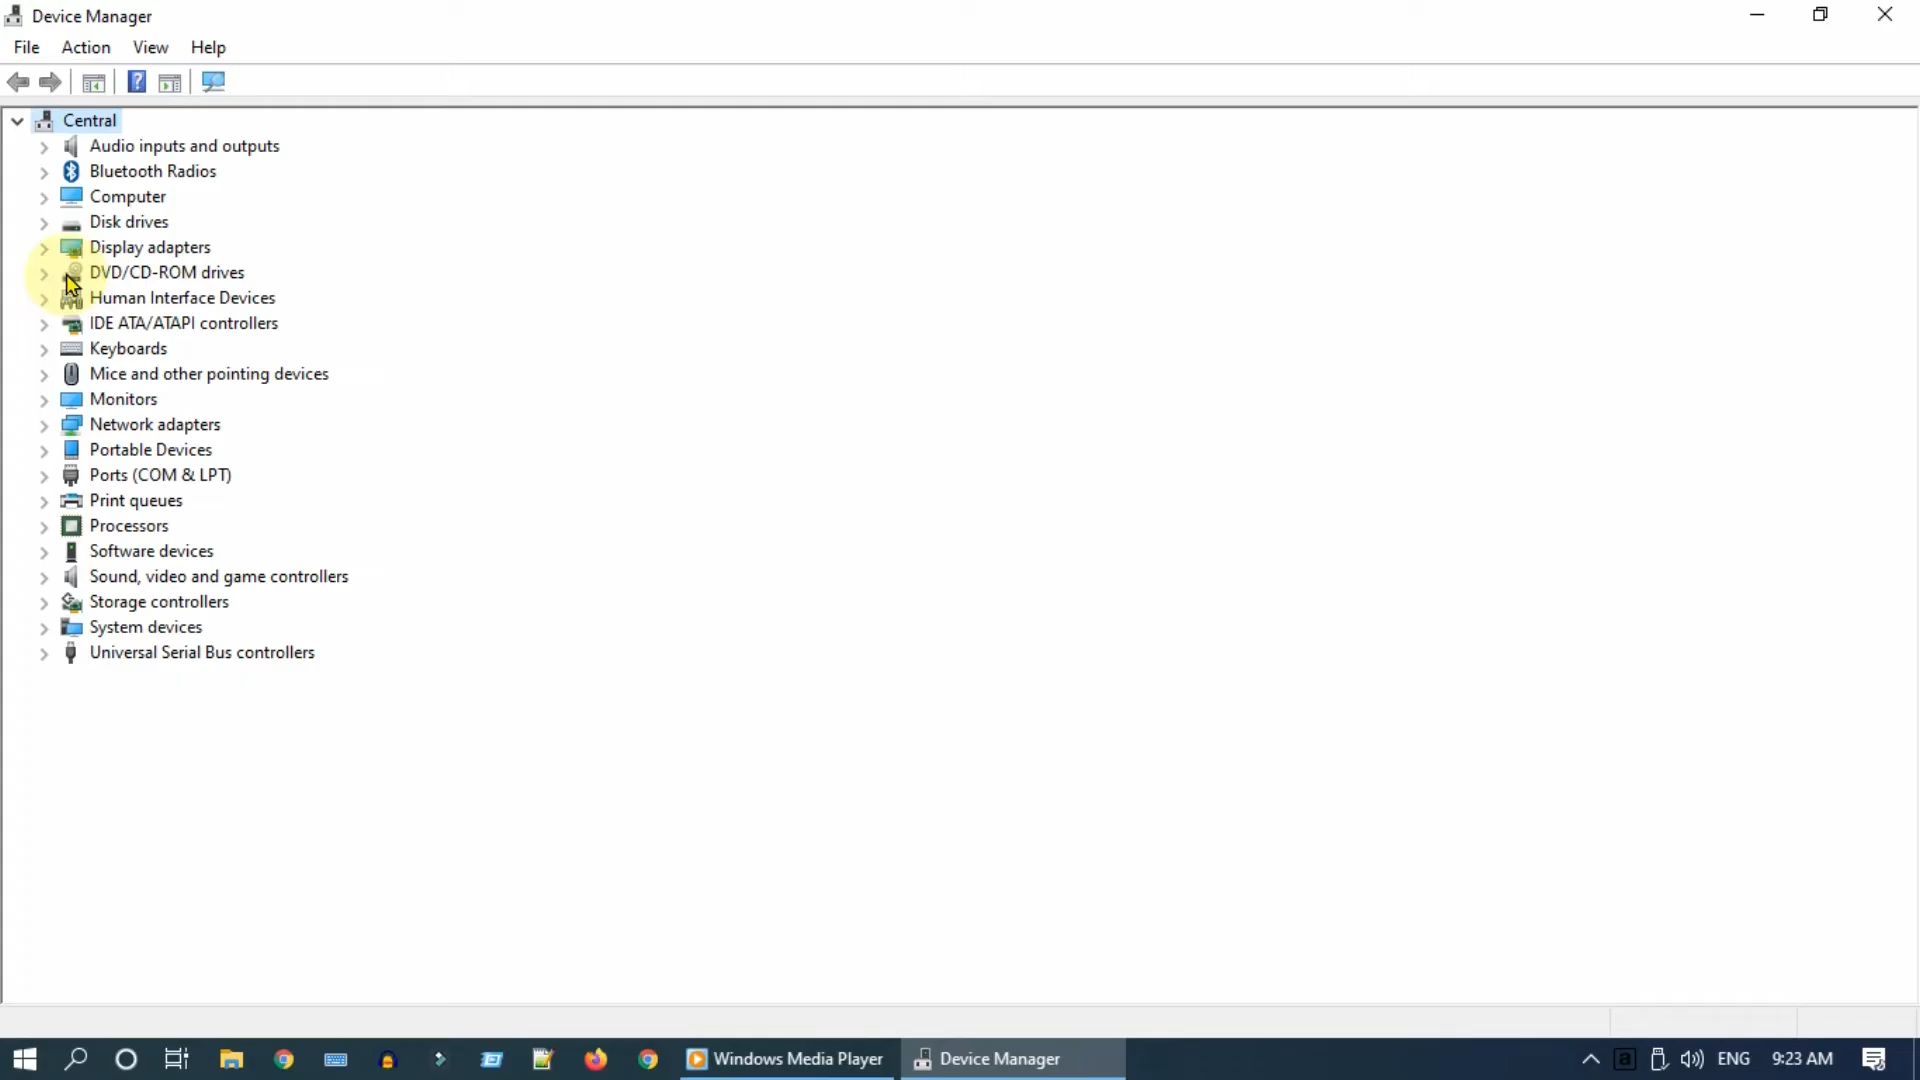 Device Manager
File Action View Help
?
Central
Audio inputs and outputs
Bluetooth Radios
Computer
Disk drives
Display adapters
DVD/CD-ROM drives
Human Interface Devices
IDE ATA/ATAPI controllers
Keyboards
Mice and other pointing devices
Monitors
Network adapters
Portable Devices
Ports (COM & LPT)
Print queues
Processors
Software devices
Sound, video and game controllers
Storage controllers
System devices
Universal Serial Bus controllers
Windows Media Player Device Manager a ENG 9:23 AM